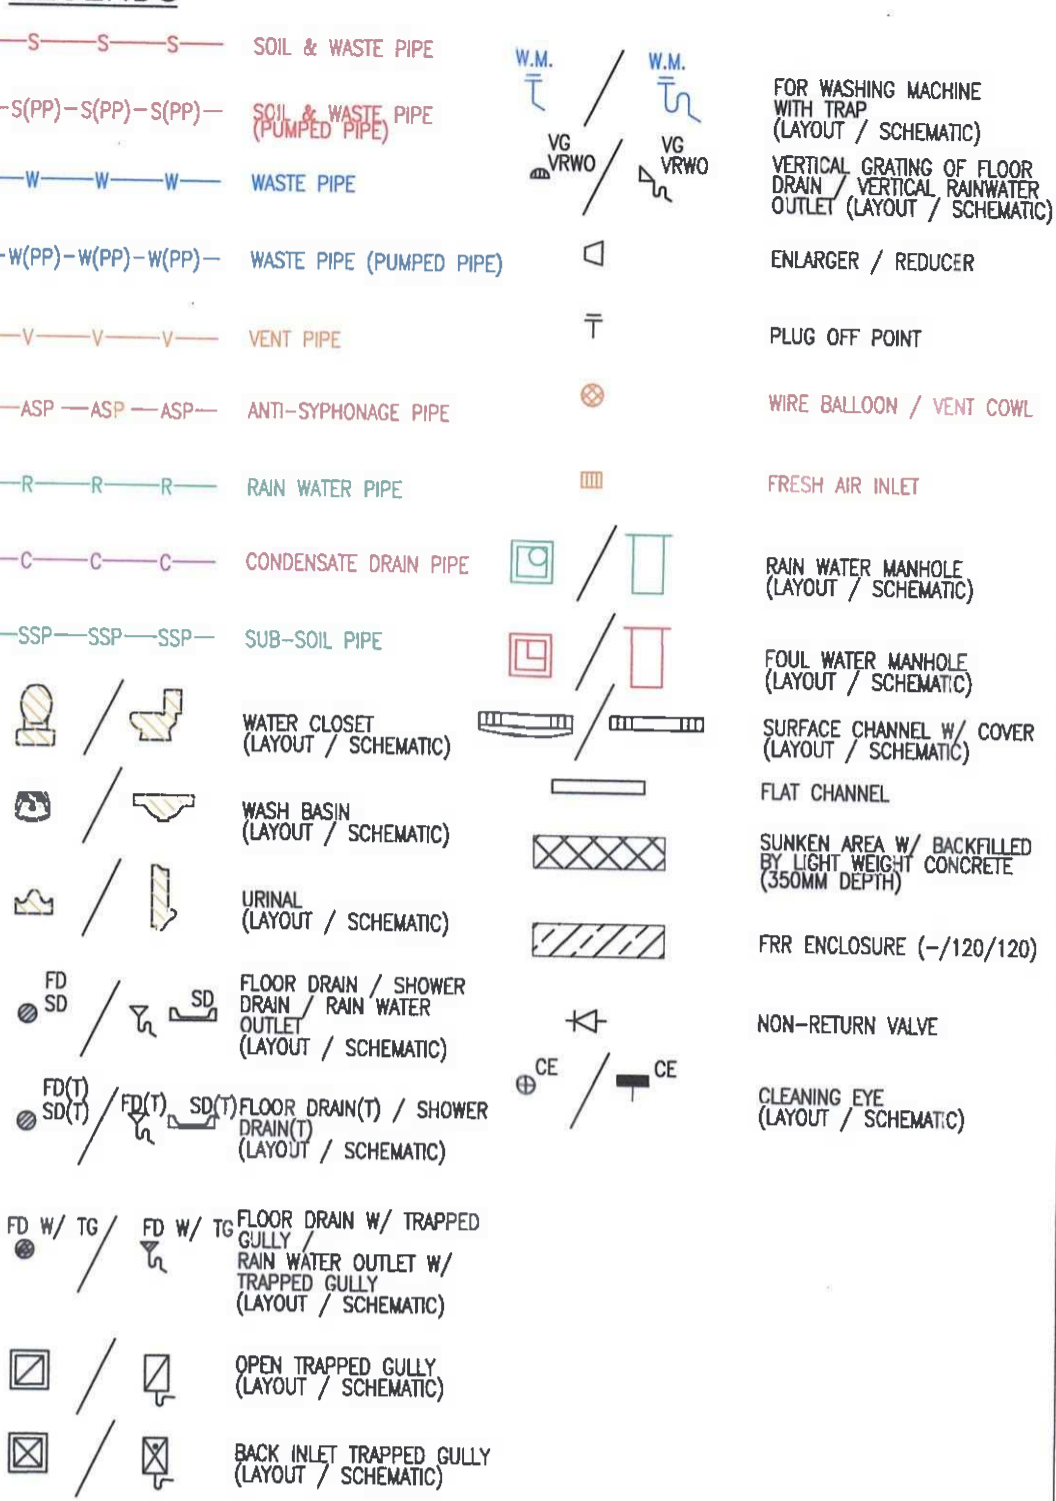 S S S SOIL & WASTE PIPE
S(PP) S(PP) S(PP) SOIL & WASTE PIPE
(PUMPED PIPE)
W W W WASTE PIPE
W(PP) W(PP) W(PP) WASTE PIPE (PUMPED PIPE)
V V V VENT PIPE
ASP ASP ASP ANTI-SYPHONAGE PIPE
R R R RAIN WATER PIPE
C C C CONDENSATE DRAIN PIPE
SSP SSP SSP SUB-SOIL PIPE
WATER CLOSET
(LAYOUT / SCHEMATIC)
WASH BASIN
(LAYOUT / SCHEMATIC)
URINAL
(LAYOUT / SCHEMATIC)
FD
SD
SD
FLOOR DRAIN / SHOWER
DRAIN / RAIN WATER
OUTLET
(LAYOUT / SCHEMATIC)
FD(T)
SD(T)
FD(T) SD(T)
FLOOR DRAIN(T) / SHOWER
DRAIN(T)
(LAYOUT / SCHEMATIC)
FD W/ TG / FD W/ TG
FLOOR DRAIN W/ TRAPPED
GULLY /
RAIN WATER OUTLET W/
TRAPPED GULLY
(LAYOUT / SCHEMATIC)
OPEN TRAPPED GULLY
(LAYOUT / SCHEMATIC)
BACK INLET TRAPPED GULLY
(LAYOUT / SCHEMATIC)
W.M. / W.M.
FOR WASHING MACHINE
WITH TRAP
(LAYOUT / SCHEMATIC)
VG
VRWO
/
VG
VRWO
VERTICAL GRATING OF FLOOR
DRAIN / VERTICAL RAINWATER
OUTLET (LAYOUT / SCHEMATIC)
ENLARGER / REDUCER
PLUG OFF POINT
WIRE BALLOON / VENT COWL
FRESH AIR INLET
RAIN WATER MANHOLE
(LAYOUT / SCHEMATIC)
FOUL WATER MANHOLE
(LAYOUT / SCHEMATIC)
SURFACE CHANNEL W/ COVER
(LAYOUT / SCHEMATIC)
FLAT CHANNEL
SUNKEN AREA W/ BACKFILLED
BY LIGHT WEIGHT CONCRETE
(350MM DEPTH)
FRR ENCLOSURE (-/120/120)
NON-RETURN VALVE
CE / CE
CLEANING EYE
(LAYOUT / SCHEMATIC)